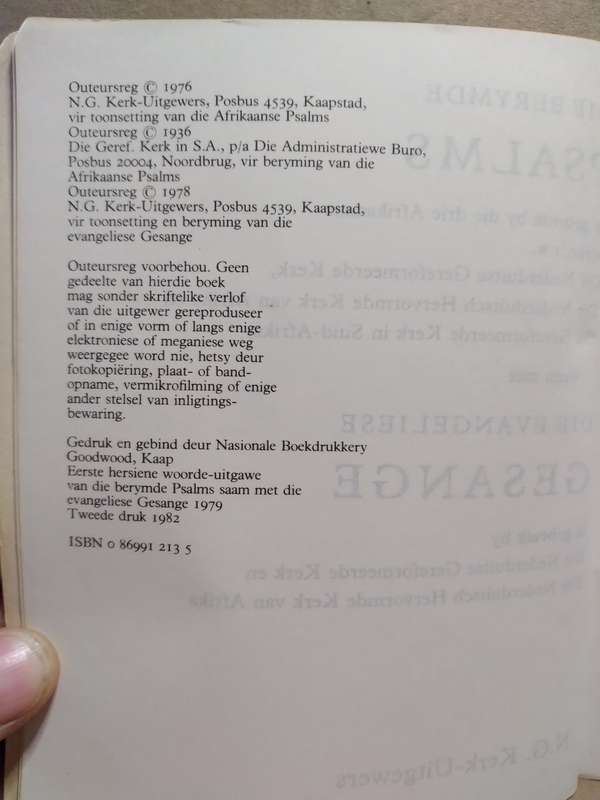 Outeursreg © 1976
N.G. Kerk-Uitgewers, Posbus 4539, Kaapstad,
vir toonsetting van die Afrikaanse Psalms
Outeursreg © 1936
Die Geref. Kerk in S.A., p/a Die Administratiewe Buro,
Posbus 20004, Noordbrug, vir beryming van die
Afrikaanse Psalms
Outeursreg © 1978
N.G. Kerk-Uitgewers, Posbus 4539, Kaapstad,
vir toonsetting en beryming van die
evangeliese Gesange
Outeursreg voorbehou. Geen
gedeelte van hierdie boek
mag sonder skriftelike verlof
van die uitgewer gereproduseer
of in enige vorm of langs enige
elektroniese of meganiese weg
weergegee word nie, hetsy deur
fotokopiëring, plaat- of band-
opname, vermikrofilming of enige
ander stelsel van inligtings-
bewaring.
Gedruk en gebind deur Nasionale Boekdrukkery
Goodwood, Kaap
Eerste hersiene woorde-uitgawe
van die berymde Psalms saam met die
evangeliese Gesange 1979
Tweede druk 1982
ISBN 0 86991 213 5